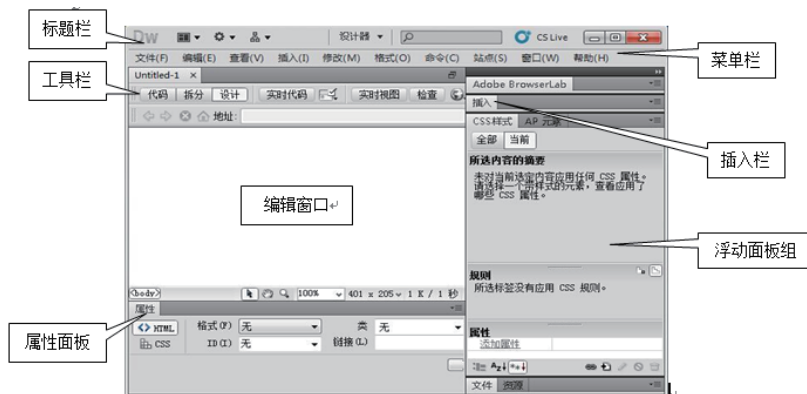 标题栏
Dw 设计器 CS Live
菜单栏
文件(F) 编辑(E) 查看(V) 插入(I) 修改(M) 格式(O) 命令(C) 站点(S) 窗口(W) 帮助(H)
工具栏
Untitled-1 ×
代码 拆分 设计 实时代码 实时视图 检查
地址:
Adobe BrowserLab
插入
CSS样式 AP 元素
全部 当前
插入栏
所选内容的摘要
未对当前选定内容应用任何 CSS 属性。
请选择一个带样式的元素，查看应用了
哪些 CSS 属性。
编辑窗口
浮动面板组
规则
所选标签没有应用 CSS 规则。
<body> 100% 401 x 205 1 K / 1 秒
属性
HTML 格式(F) 无 类 无
CSS ID(I) 无 链接(L)
属性面板
属性
添加属性
文件 资源